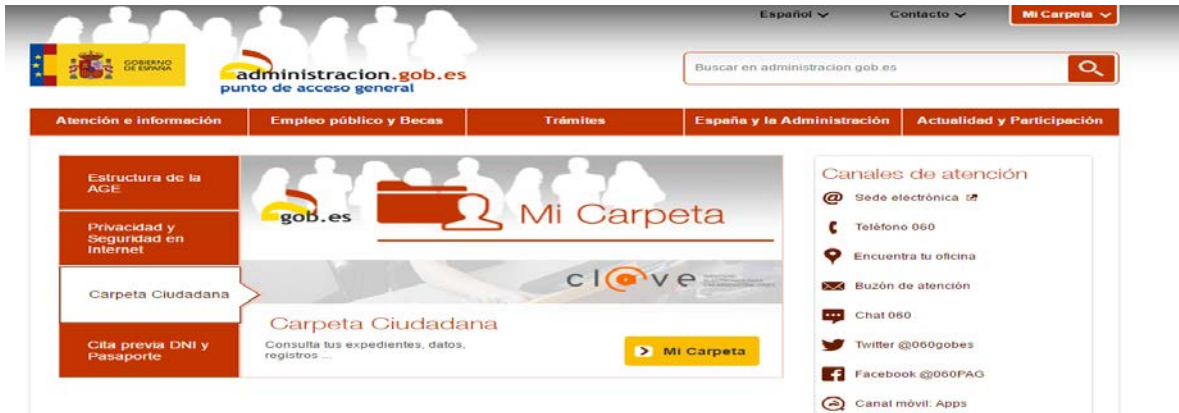 Español
Contacto
Mi Carpeta
GOBIERNO
DE ESPAÑA
administracion.gob.es
punto de acceso general
Buscar en administracion.gob.es
Atención e información
Empleo público y Becas
Trámites
España y la Administración
Actualidad y Participación
Estructura de la
AGE
Privacidad y
Seguridad en
Internet
Carpeta Ciudadana
Cita previa DNI y
Pasaporte
gob.es
Mi Carpeta
cl@ve
Carpeta Ciudadana
Consulta tus expedientes, datos,
registros ...
Mi Carpeta
Canales de atención
Sede electrónica
Teléfono 060
Encuentra tu oficina
Buzón de atención
Chat 060
Twitter @060gobes
Facebook @060PAG
Canal móvil: Apps